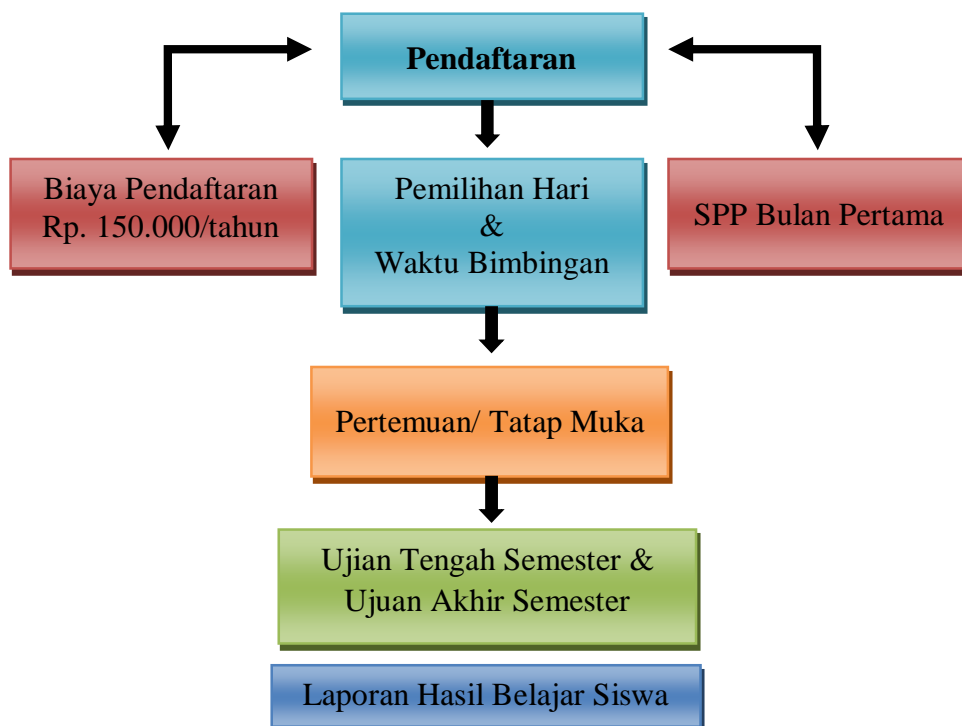 Pendaftaran
Biaya Pendaftaran
Rp. 150.000/tahun
Pemilihan Hari
&
Waktu Bimbingan
SPP Bulan Pertama
Pertemuan/ Tatap Muka
Ujian Tengah Semester &
Ujuan Akhir Semester
Laporan Hasil Belajar Siswa